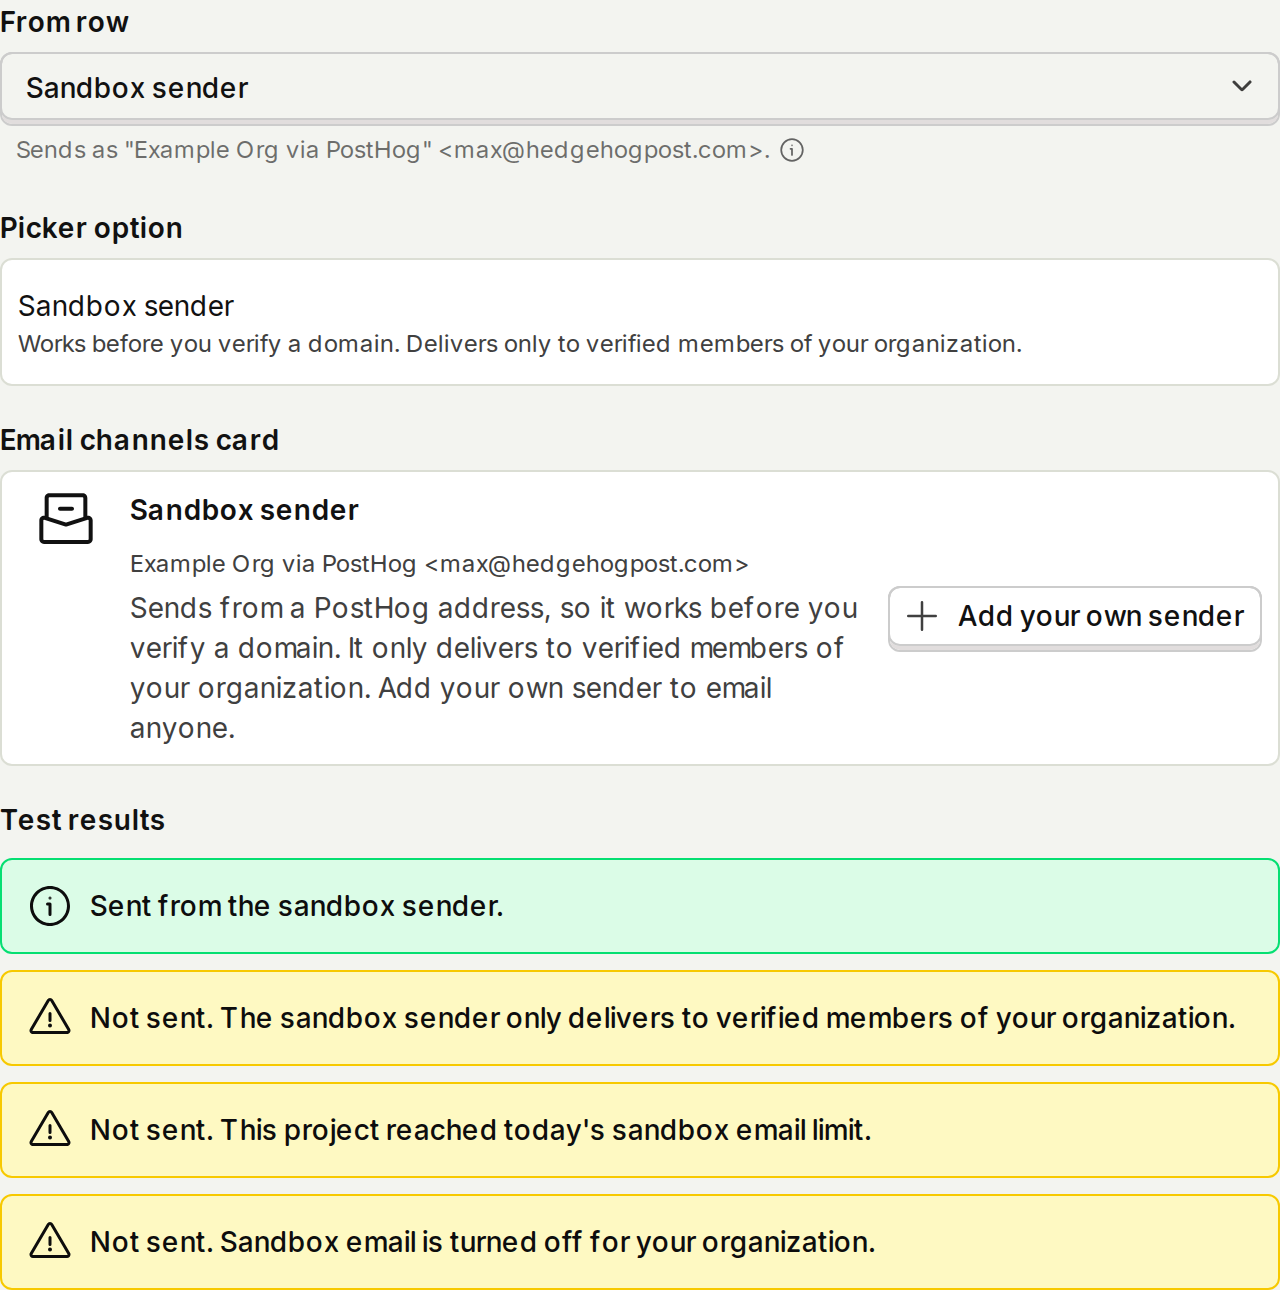 From row
Sandbox sender
Sends as "Example Org via PostHog" <max@hedgehogpost.com>.
Picker option
Sandbox sender
Works before you verify a domain. Delivers only to verified members of your organization.
Email channels card
Sandbox sender
Example Org via PostHog <max@hedgehogpost.com>
Sends from a PostHog address, so it works before you
verify a domain. It only delivers to verified members of
your organization. Add your own sender to email
anyone.
Add your own sender
Test results
Sent from the sandbox sender.
Not sent. The sandbox sender only delivers to verified members of your organization.
Not sent. This project reached today's sandbox email limit.
Not sent. Sandbox email is turned off for your organization.